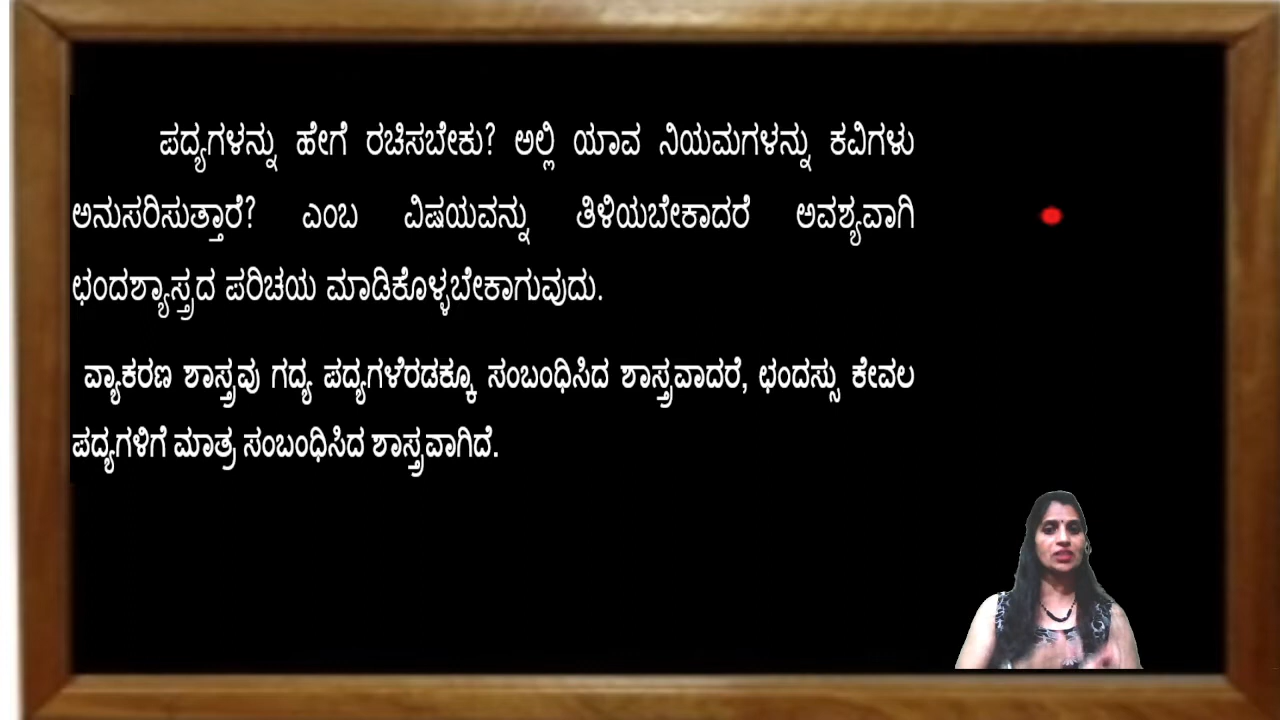 ಪದ್ಯಗಳನ್ನು ಹೇಗೆ ರಚಿಸಬೇಕು? ಅಲ್ಲಿ ಯಾವ ನಿಯಮಗಳನ್ನು ಕವಿಗಳು
ಅನುಸರಿಸುತ್ತಾರೆ? ಎಂಬ ವಿಷಯವನ್ನು ತಿಳಿಯಬೇಕಾದರೆ ಅವಶ್ಯವಾಗಿ
ಛಂದಶ್ಯಾಸ್ತ್ರದ ಪರಿಚಯ ಮಾಡಿಕೊಳ್ಳಬೇಕಾಗುವುದು.
ವ್ಯಾಕರಣ ಶಾಸ್ತ್ರವು ಗದ್ಯ ಪದ್ಯಗಳೆರಡಕ್ಕೂ ಸಂಬಂಧಿಸಿದ ಶಾಸ್ತ್ರವಾದರೆ, ಛಂದಸ್ಸು ಕೇವಲ
ಪದ್ಯಗಳಿಗೆ ಮಾತ್ರ ಸಂಬಂಧಿಸಿದ ಶಾಸ್ತ್ರವಾಗಿದೆ.